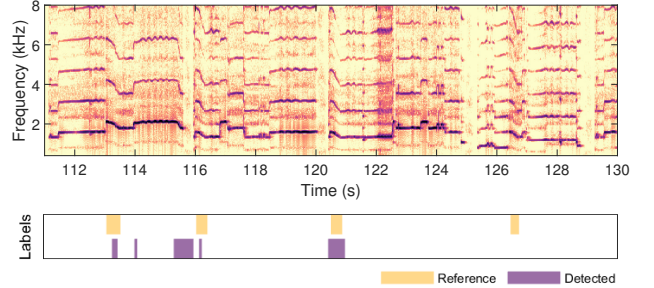 Frequency (kHz)
8
6
4
2
112 114 116 118 120 122 124 126 128 130
Time (s)
Labels
Reference Detected